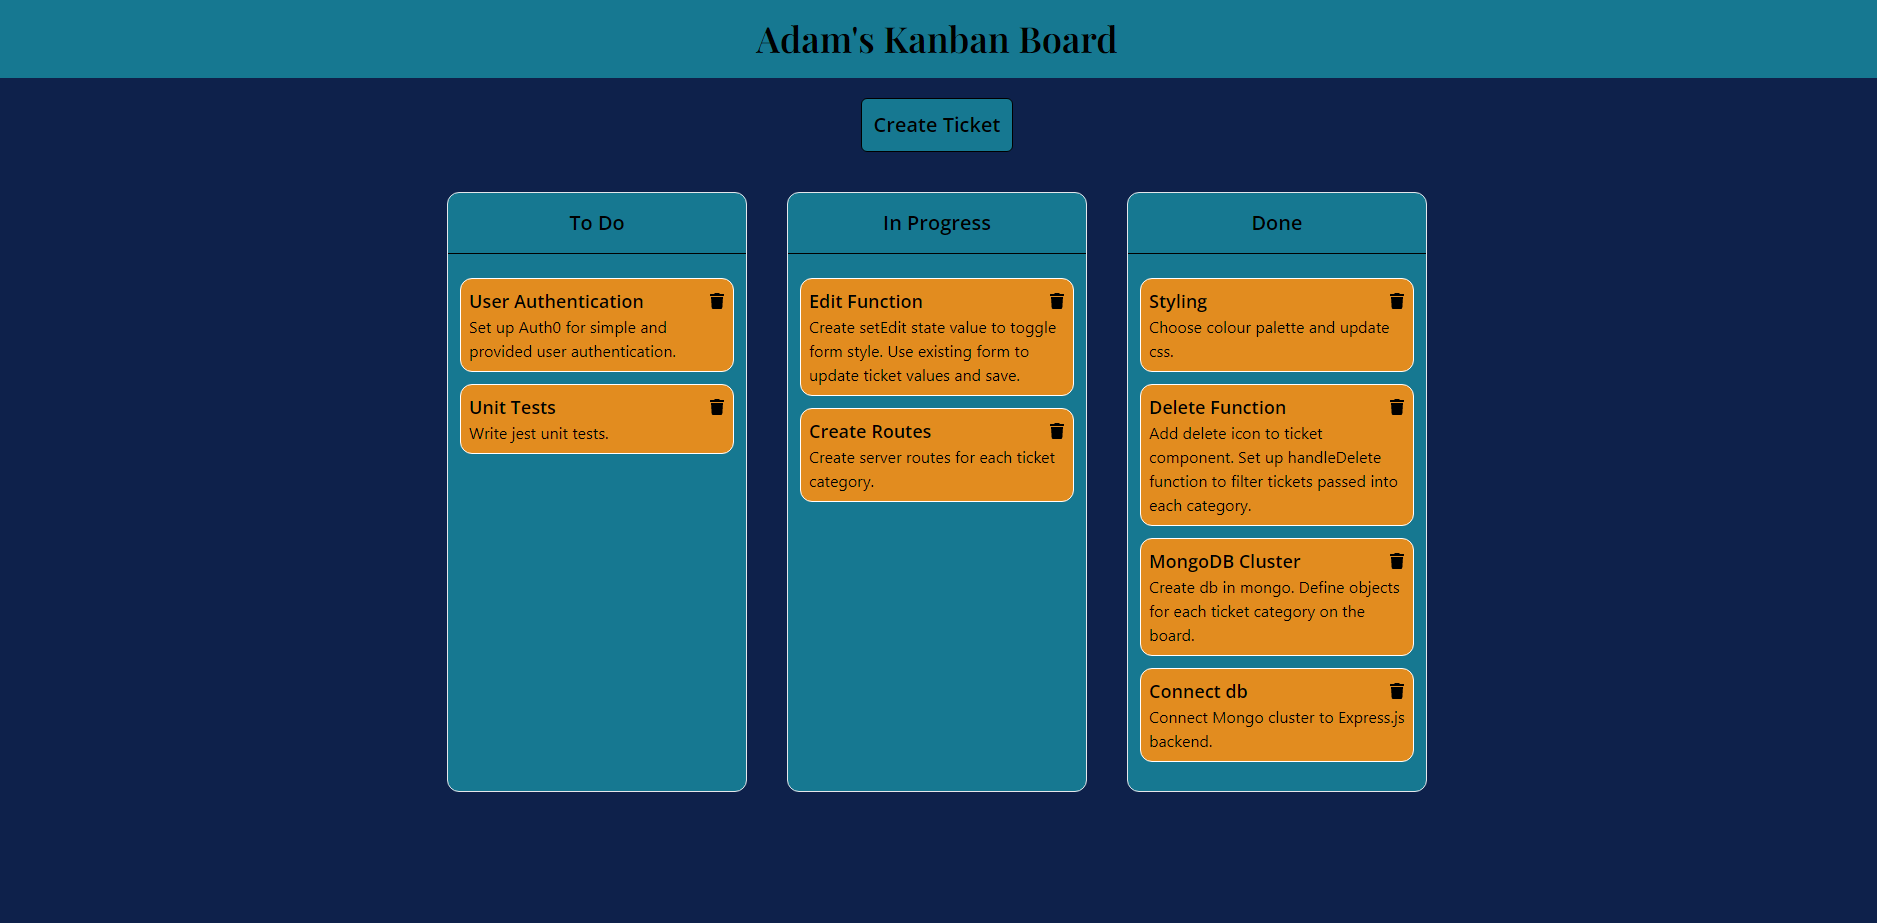 Adam's Kanban Board
Create Ticket
To Do
User Authentication
Set up Auth0 for simple and
provided user authentication.
Unit Tests
Write jest unit tests.
In Progress
Edit Function
Create setEdit state value to toggle
form style. Use existing form to
update ticket values and save.
Create Routes
Create server routes for each ticket
category.
Done
Styling
Choose colour palette and update
css.
Delete Function
Add delete icon to ticket
component. Set up handleDelete
function to filter tickets passed into
each category.
MongoDB Cluster
Create db in mongo. Define objects
for each ticket category on the
board.
Connect db
Connect Mongo cluster to Express.js
backend.